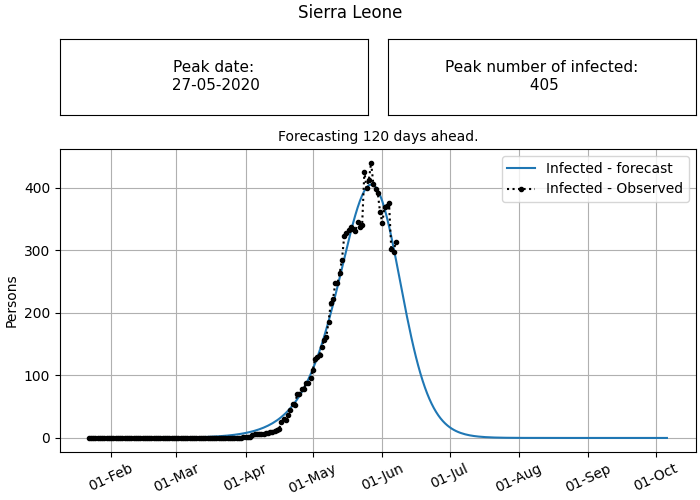 Sierra Leone
Peak date:
27-05-2020
Peak number of infected:
405
Forecasting 120 days ahead.
Infected - forecast
Infected - Observed
Persons
400
300
200
100
0
01-Feb
01-Mar
01-Apr
01-May
01-Jun
01-Jul
01-Aug
01-Sep
01-Oct